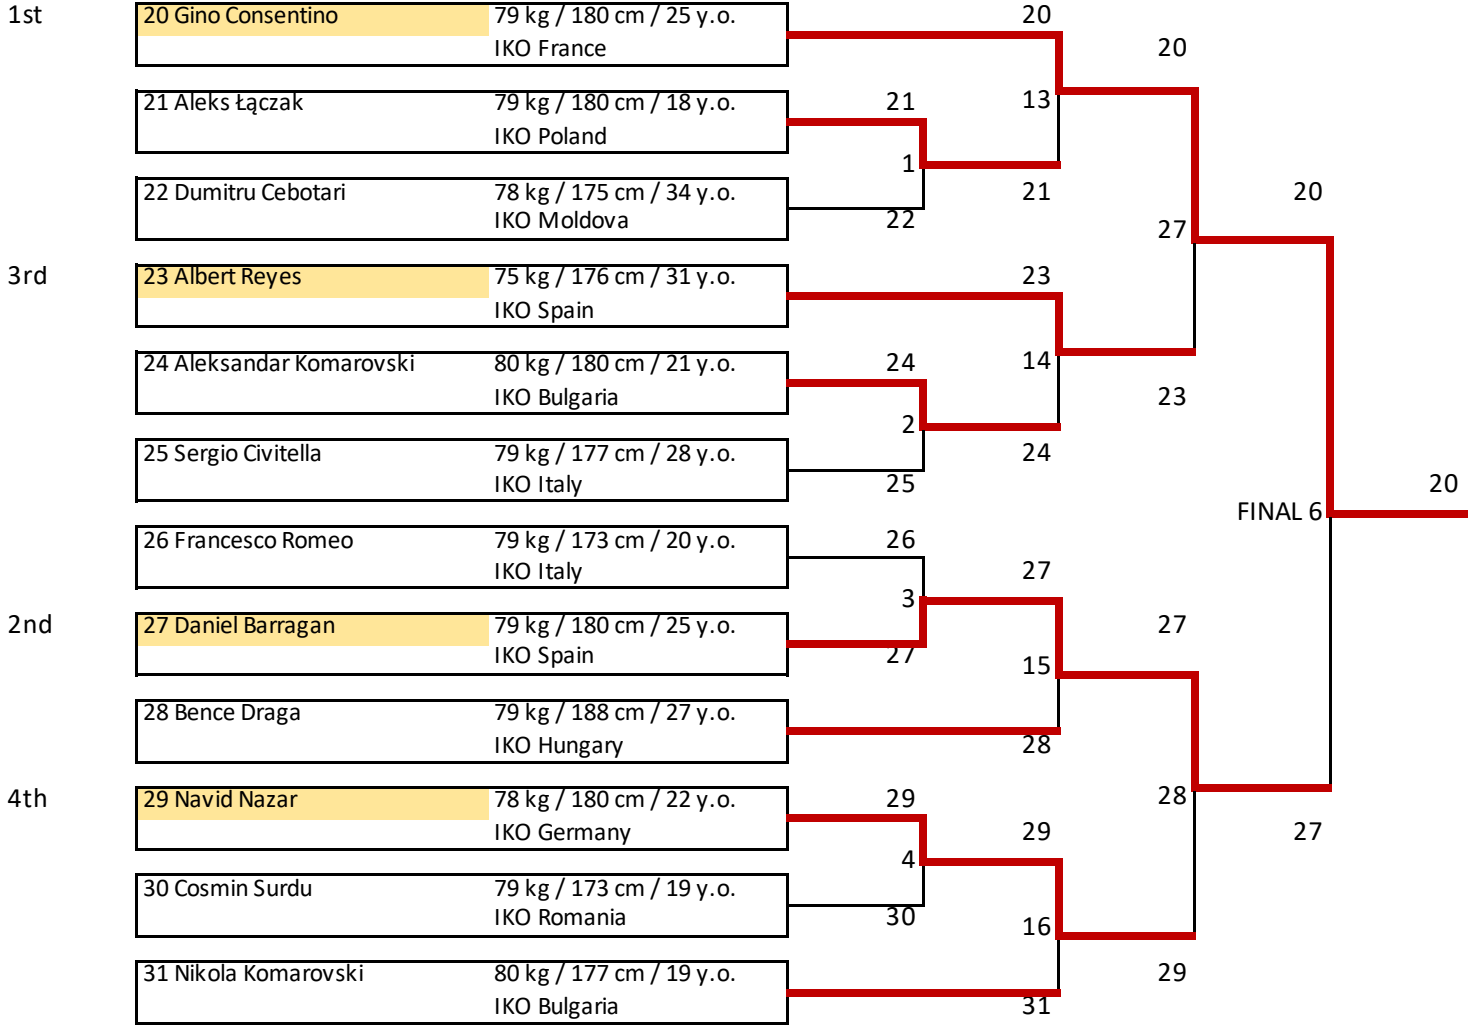 1st
20 Gino Consentino 79 kg / 180 cm / 25 y.o. 20
IKO France 20
21 Aleks Łączak 79 kg / 180 cm / 18 y.o. 21 13
IKO Poland
1
22 Dumitru Cebotari 78 kg / 175 cm / 34 y.o. 21 20
IKO Moldova 22
27
3rd
23 Albert Reyes 75 kg / 176 cm / 31 y.o. 23
IKO Spain
24 Aleksandar Komarovski 80 kg / 180 cm / 21 y.o. 24 14
IKO Bulgaria 23
2
25 Sergio Civitella 79 kg / 177 cm / 28 y.o. 24
IKO Italy 25 20
FINAL 6
26 Francesco Romeo 79 kg / 173 cm / 20 y.o. 26
IKO Italy 27
3
2nd
27 Daniel Barragan 79 kg / 180 cm / 25 y.o. 27
IKO Spain 27 15
28 Bence Draga 79 kg / 188 cm / 27 y.o.
IKO Hungary 28
4th
29 Navid Nazar 78 kg / 180 cm / 22 y.o. 29 28
IKO Germany 29 27
4
30 Cosmin Surdu 79 kg / 173 cm / 19 y.o.
IKO Romania 30 16
31 Nikola Komarovski 80 kg / 177 cm / 19 y.o. 29
IKO Bulgaria 31